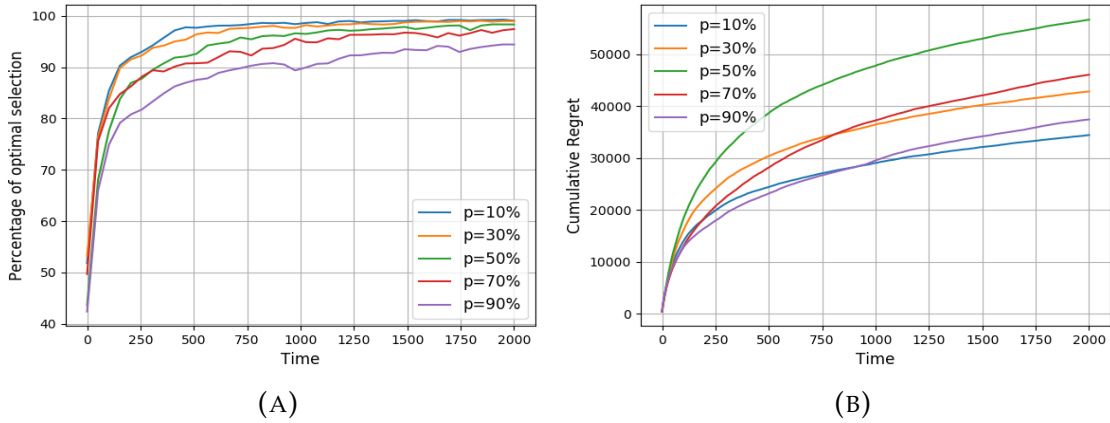 Percentage of optimal selection
100
90
80
70
60
50
40
p=10%
p=30%
p=50%
p=70%
p=90%
0 250 500 750 1000 1250 1500 1750 2000
Time
(A)
Cumulative Regret
50000
40000
30000
20000
10000
0
p=10%
p=30%
p=50%
p=70%
p=90%
0 250 500 750 1000 1250 1500 1750 2000
Time
(B)